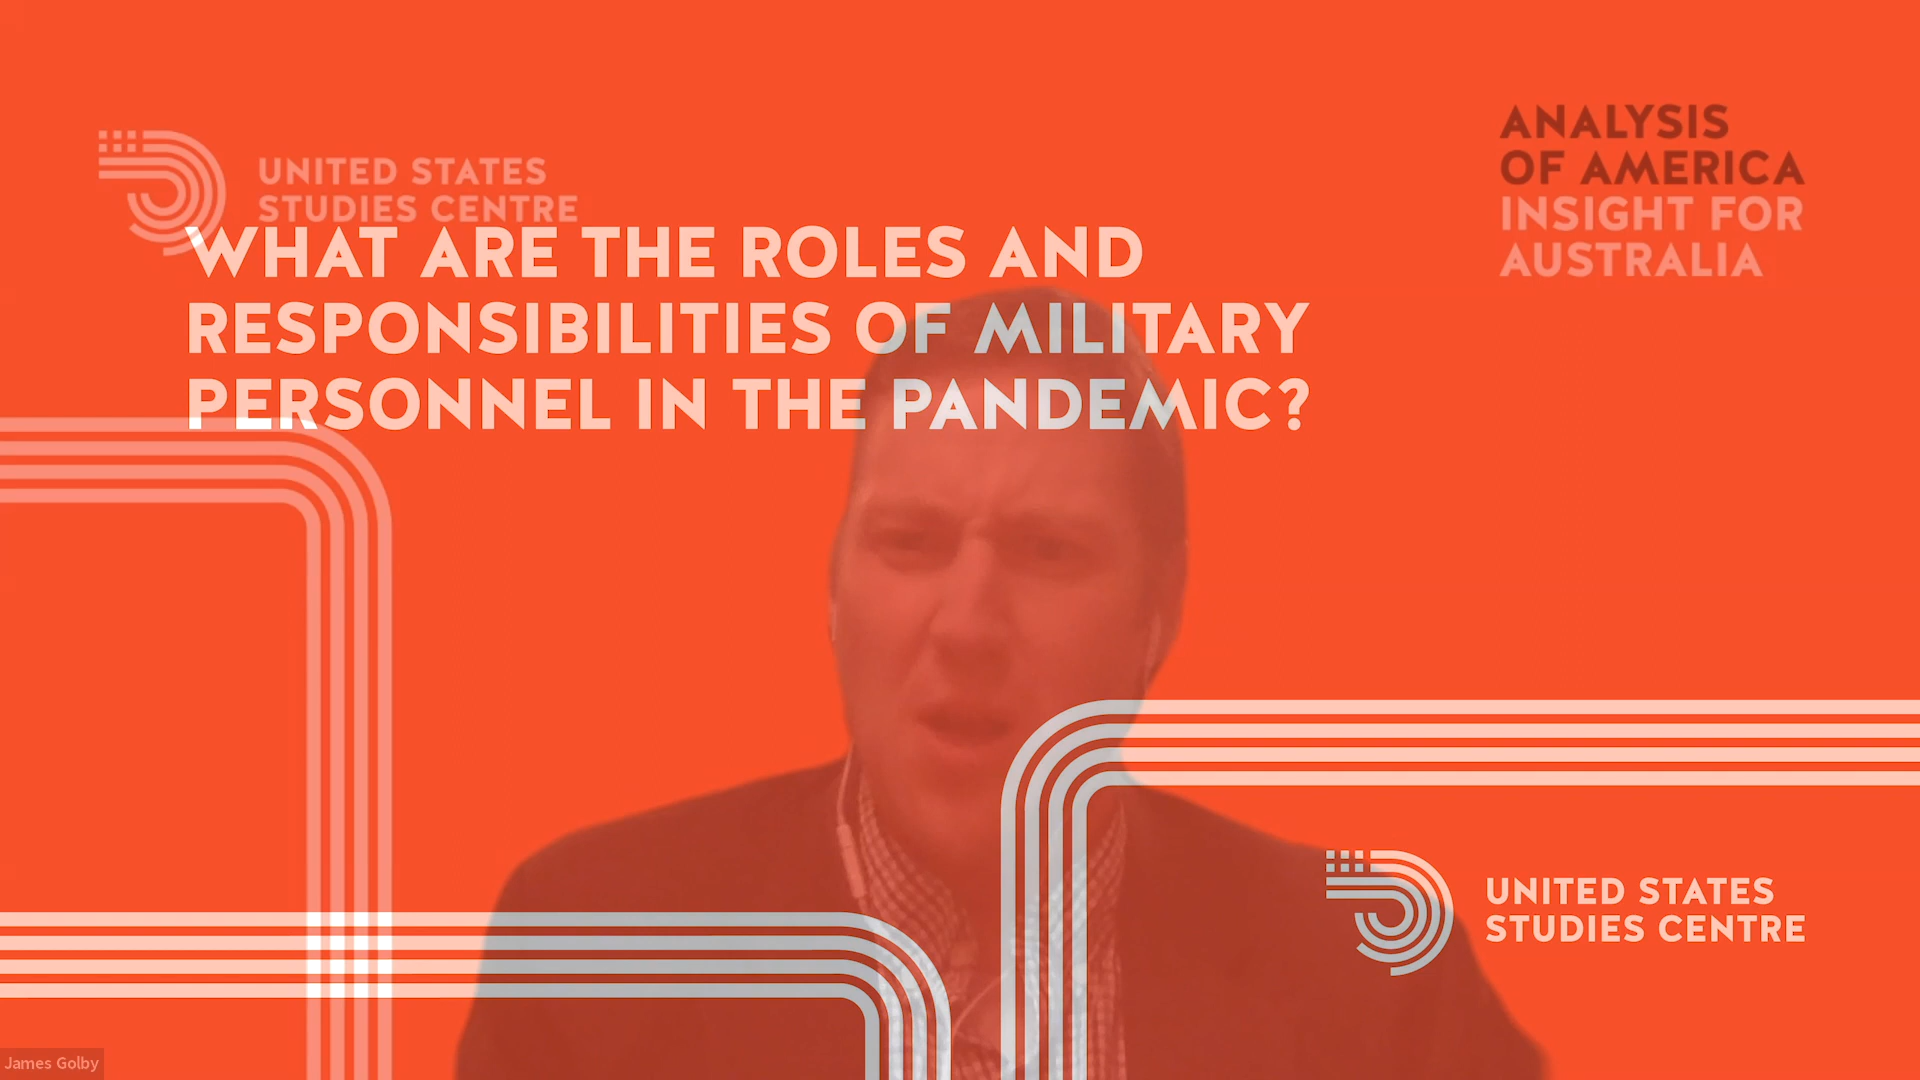 UNITED STATES
STUDIES CENTRE
ANALYSIS
OF AMERICA
INSIGHT FOR
AUSTRALIA
WHAT ARE THE ROLES AND
RESPONSIBILITIES OF MILITARY
PERSONNEL IN THE PANDEMIC?
UNITED STATES
STUDIES CENTRE
James Golby